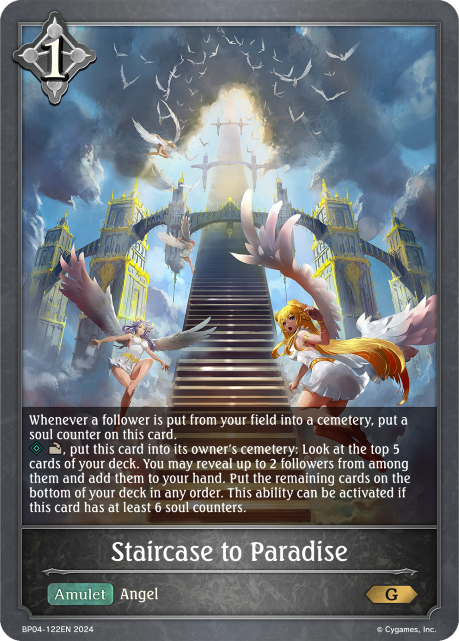 1
Whenever a follower is put from your field into a cemetery, put a
soul counter on this card.
, put this card into its owner's cemetery: Look at the top 5
cards of your deck. You may reveal up to 2 followers from among
them and add them to your hand. Put the remaining cards on the
bottom of your deck in any order. This ability can be activated if
this card has at least 6 soul counters.
Staircase to Paradise
Amulet Angel
G
BP04-122EN 2024
© Cygames, Inc.